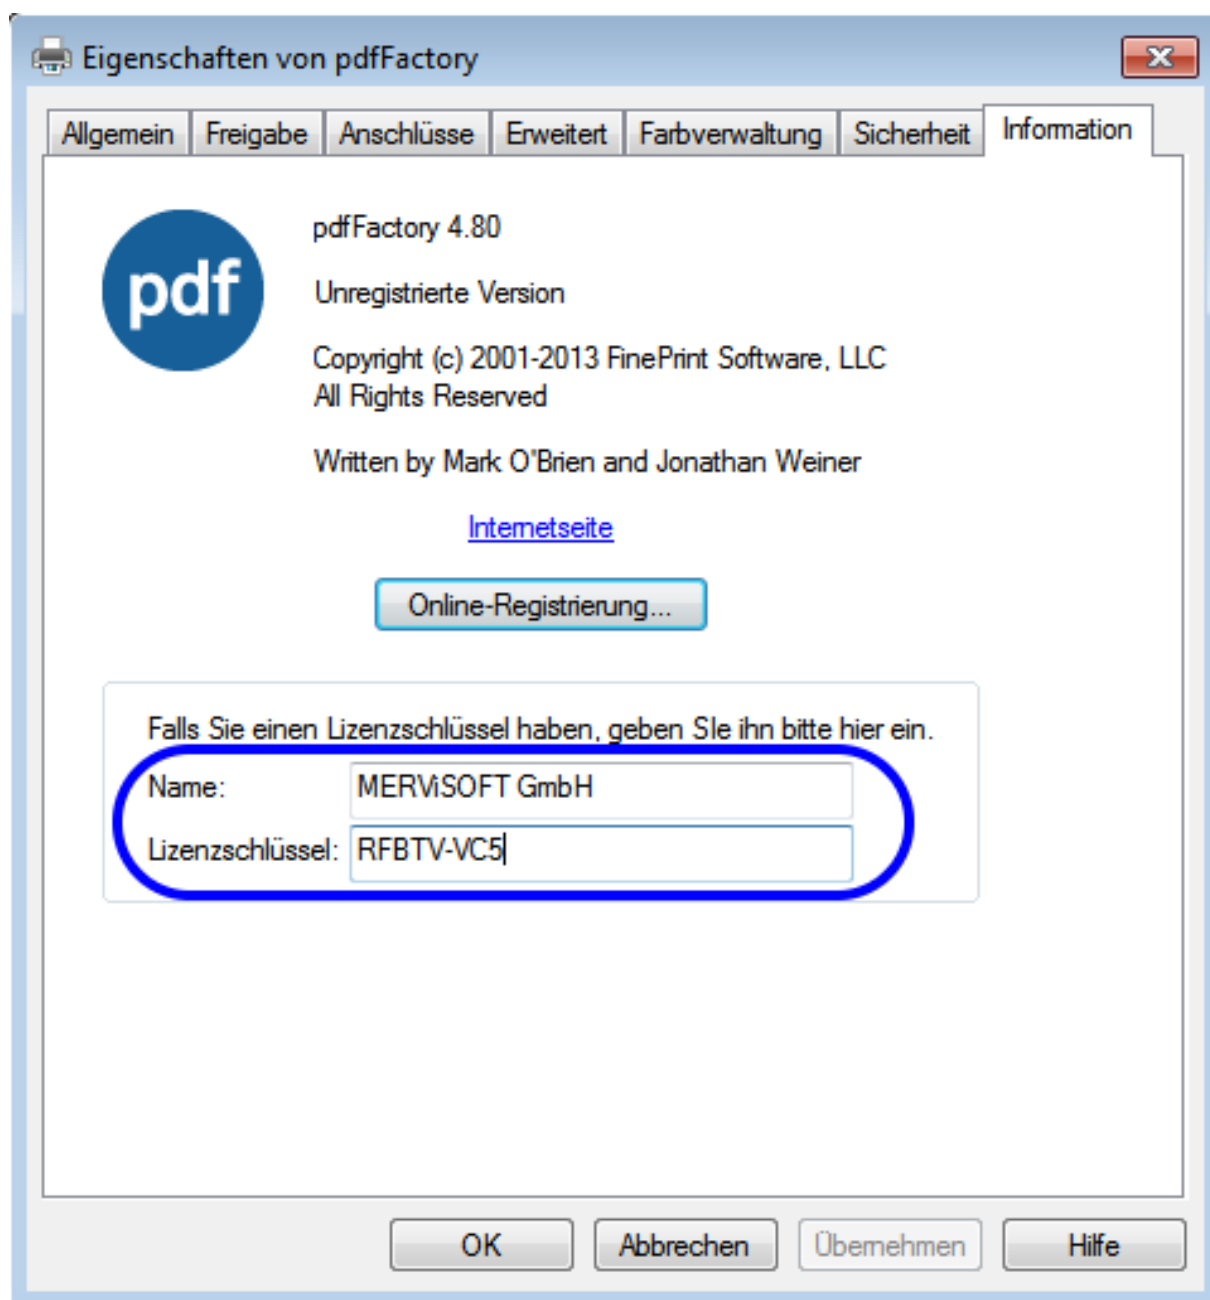 Eigenschaften von pdfFactory
Allgemein Freigabe Anschlüsse Erweitert Farbverwaltung Sicherheit Information
pdf
pdfFactory 4.80
Unregistrierte Version
Copyright (c) 2001-2013 FinePrint Software, LLC
All Rights Reserved
Written by Mark O'Brien and Jonathan Weiner
Internetseite
Online-Registrierung...
Falls Sie einen Lizenzschlüssel haben, geben SIe ihn bitte hier ein.
Name: MERViSOFT GmbH
Lizenzschlüssel: RFBTV-VC5
OK Abbrechen Übernehmen Hilfe